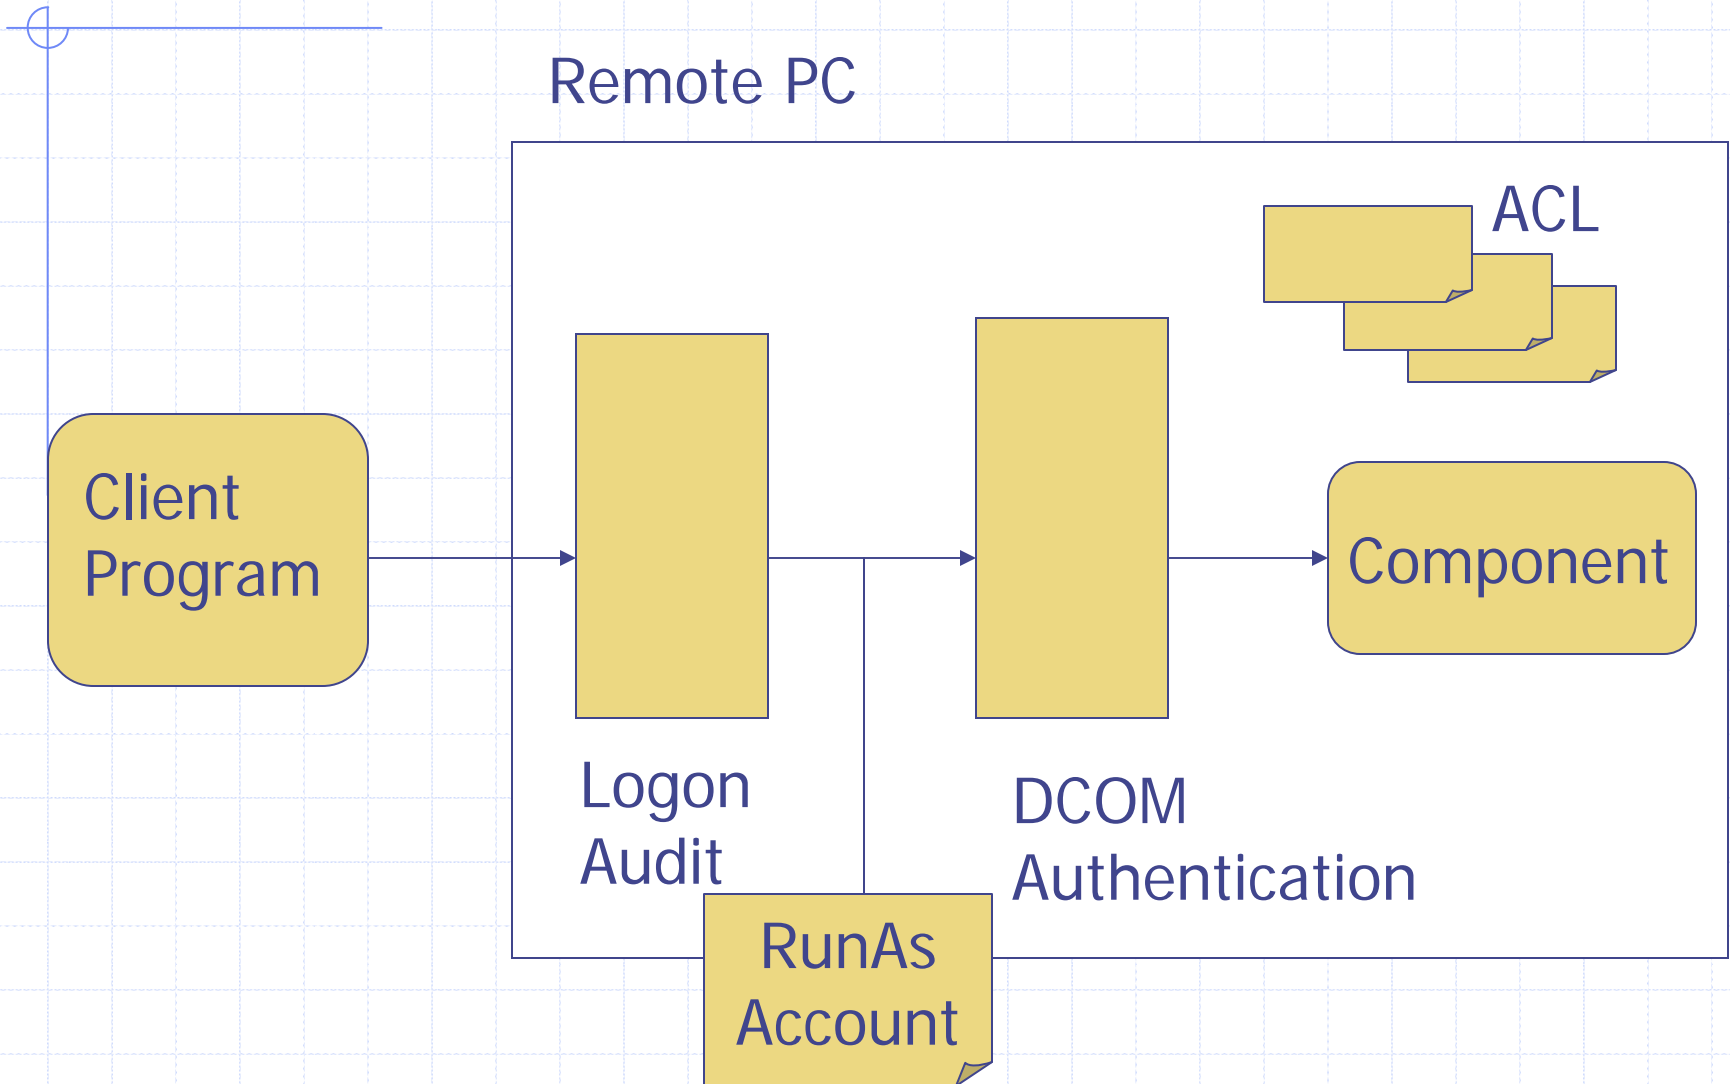 Remote PC
ACL
Client
Program
Component
Logon
Audit
DCOM
Authentication
RunAs
Account